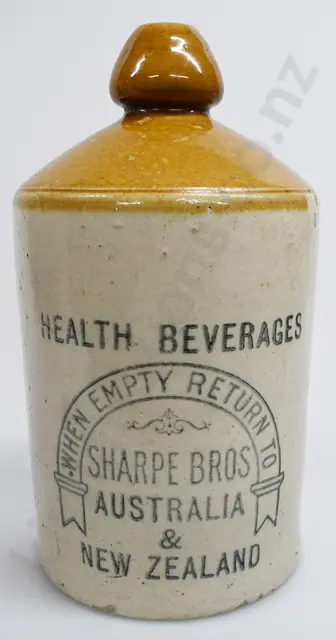 HEALTH BEVERAGES
WHEN EMPTY RETURN TO
SHARPE BROS
AUSTRALIA
&
NEW ZEALAND